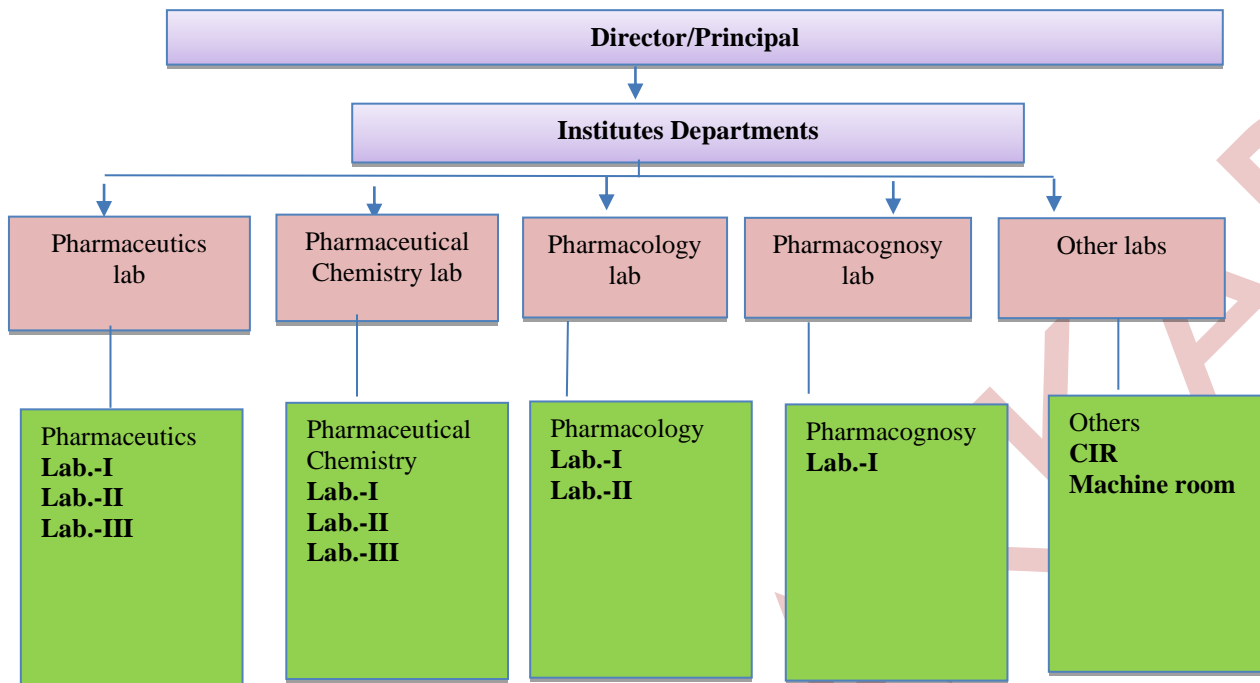 Director/Principal
Institutes Departments
Pharmaceutics
lab
Pharmaceutical
Chemistry lab
Pharmacology
lab
Pharmacognosy
lab
Other labs
Pharmaceutics
Lab.-I
Lab.-II
Lab.-III
Pharmaceutical
Chemistry
Lab.-I
Lab.-II
Lab.-III
Pharmacology
Lab.-I
Lab.-II
Pharmacognosy
Lab.-I
Others
CIR
Machine room